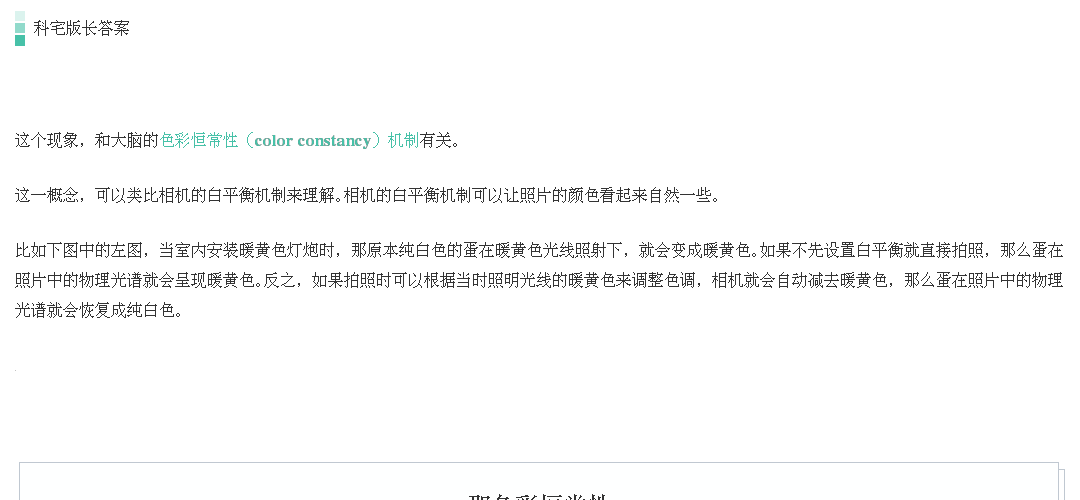 科宅版长答案
这个现象，和大脑的色彩恒常性（color constancy）机制有关。
这一概念，可以类比相机的白平衡机制来理解。相机的白平衡机制可以让照片的颜色看起来自然一些。
比如下图中的左图，当室内安装暖黄色灯炮时，那原本纯白色的蛋在暖黄色光线照射下，就会变成暖黄色。如果不先设置白平衡就直接拍照，那么蛋在
照片中的物理光谱就会呈现暖黄色。反之，如果拍照时可以根据当时照明光线的暖黄色来调整色调，相机就会自动减去暖黄色，那么蛋在照片中的物理
光谱就会恢复成纯白色。